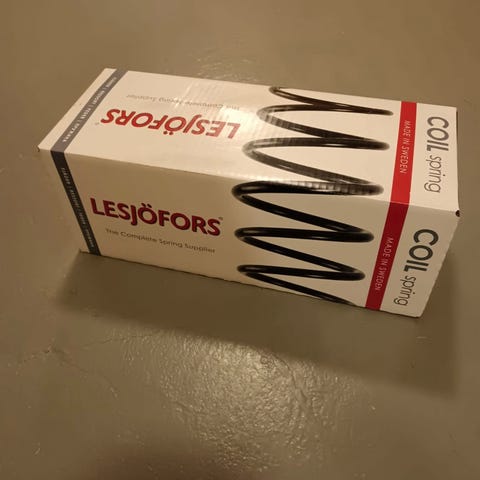 LESJÖFORS
The Complete Spring Supplier
MADE IN SWEDEN
COIL spring
LESJÖFORS
The Complete Spring Supplier
MADE IN SWEDEN
COIL spring